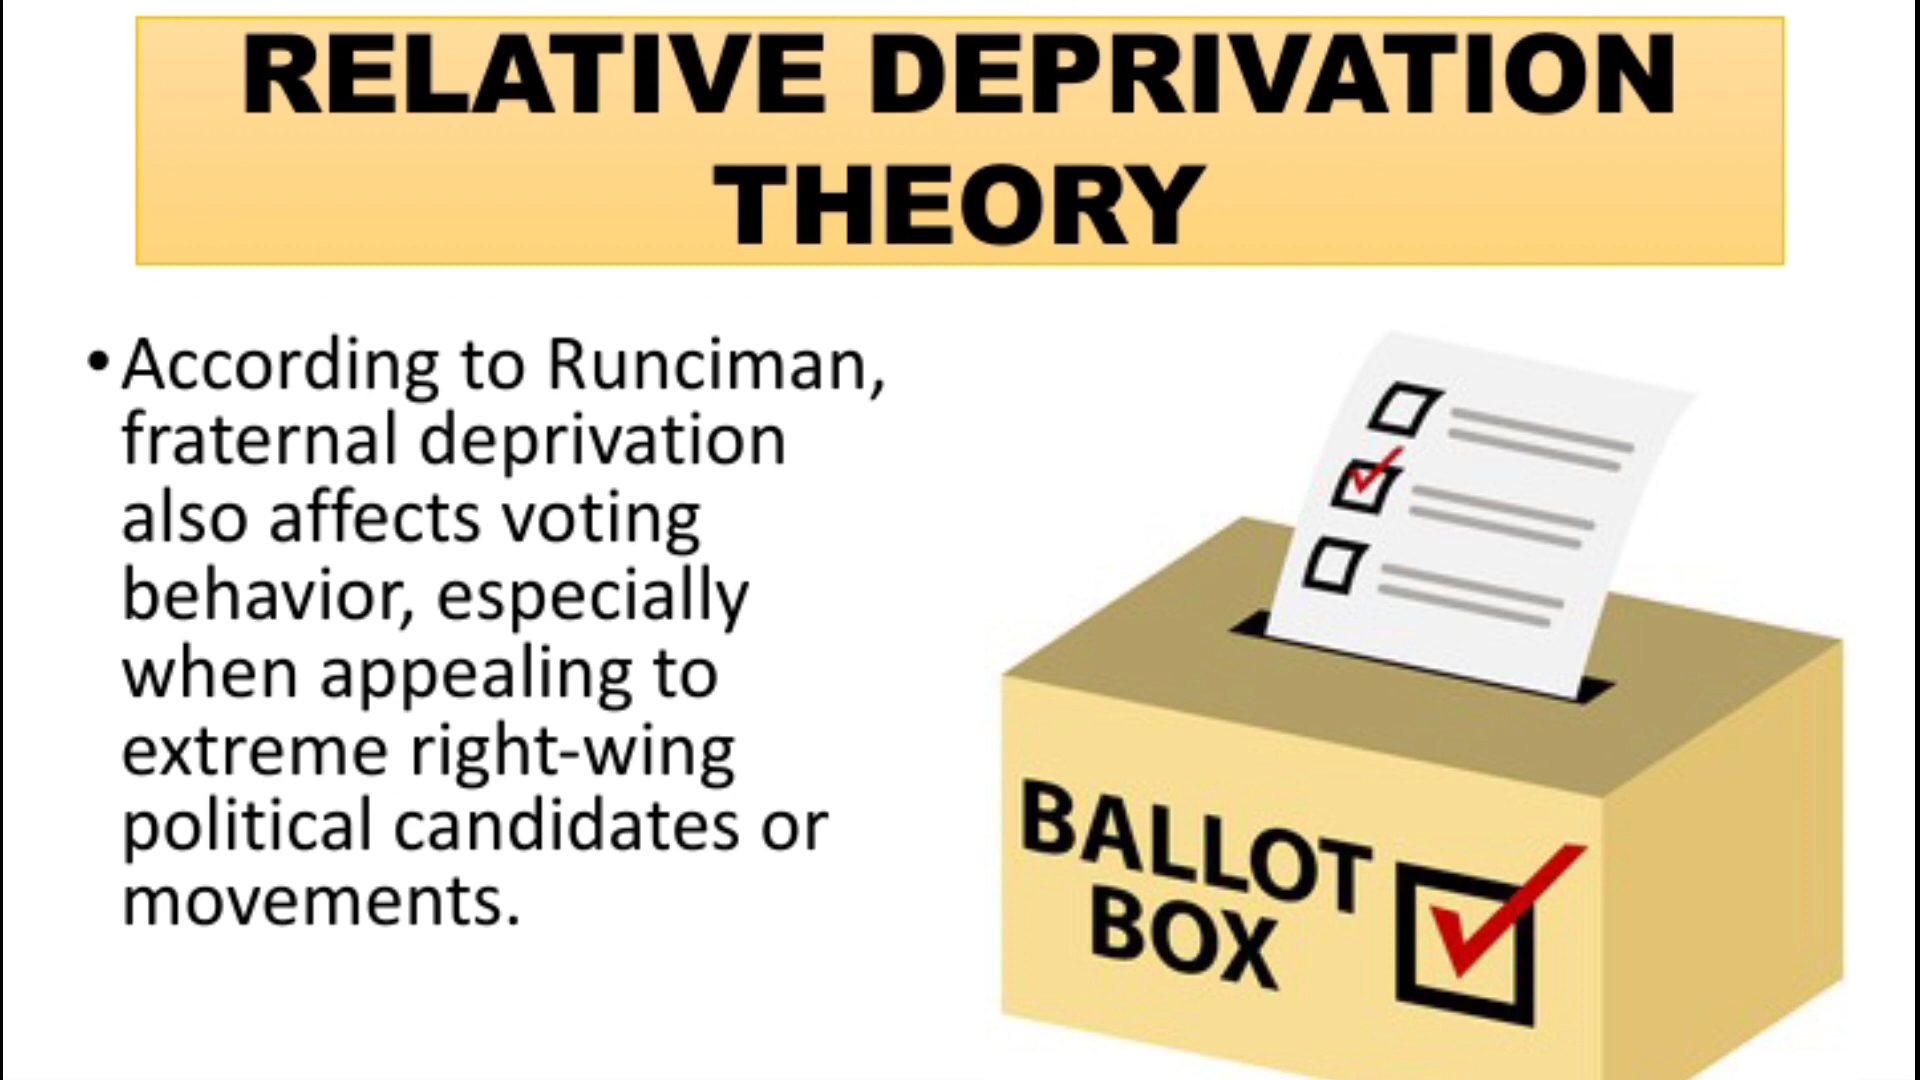 RELATIVE DEPRIVATION
THEORY
•According to Runciman,
fraternal deprivation
also affects voting
behavior, especially
when appealing to
extreme right-wing
political candidates or
movements.
BALLOT
BOX